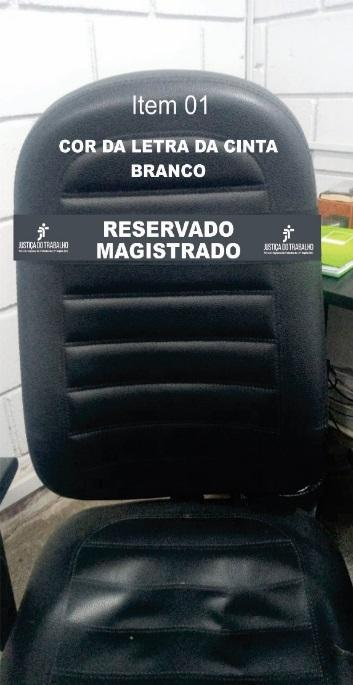 Item 01
COR DA LETRA DA CINTA
BRANCO
RESERVADO
MAGISTRADO
JUSTIÇA DO TRABALHO
JUSTIÇA DO TRABALHO